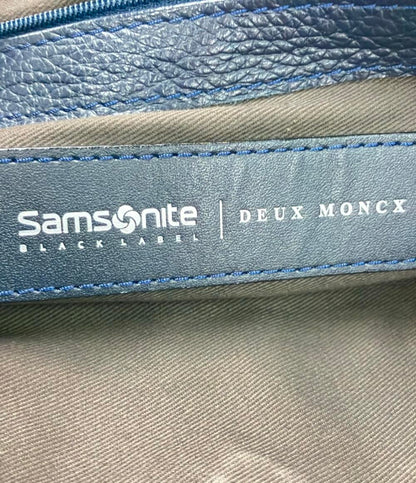 Samsonite | DEUX MONCX
BLACK LABEL